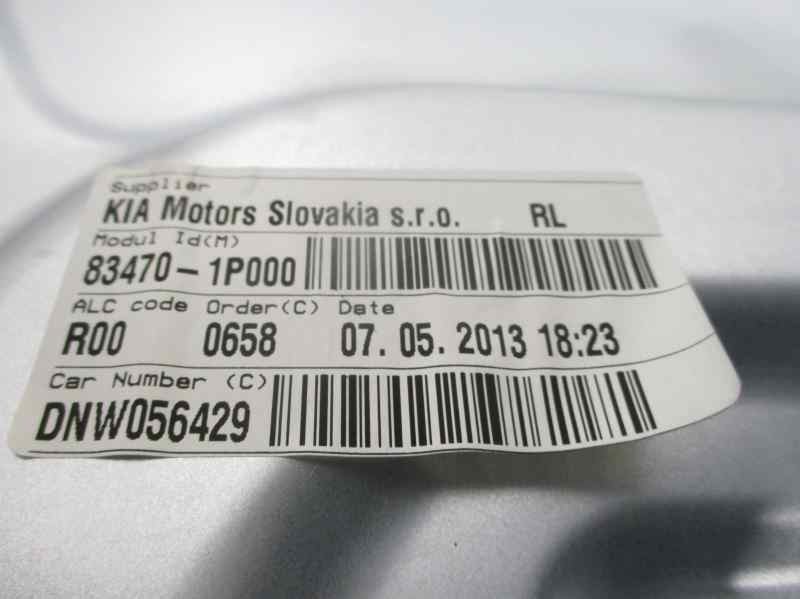 Supplier
KIA Motors Slovakia s.r.o. RL
Modul Id(M)
83470-1P000
ALC code Order(C) Date
R00 0658 07. 05. 2013 18:23
Car Number (C)
DNW056429